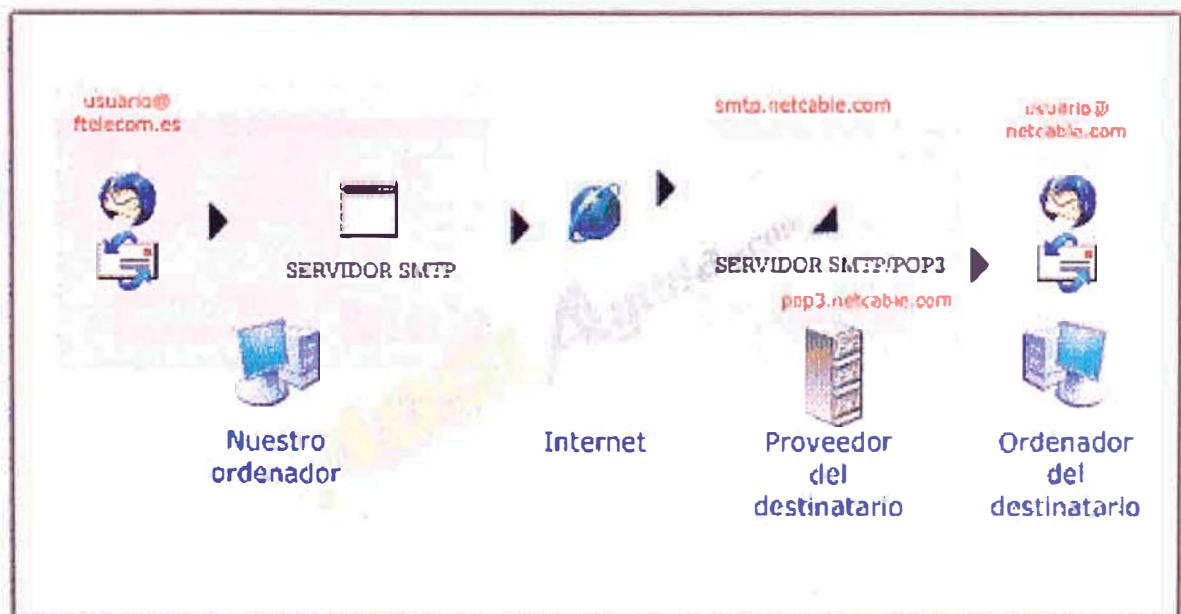 usuario@
ftelecom.es
smtp.netcable.com
usuario@
netcable.com
SERVIDOR SMTP
SERVIDOR SMTP/POP3
pop3.netcable.com
Nuestro
ordenador
Internet
Proveedor
del
destinatario
Ordenador
del
destinatario